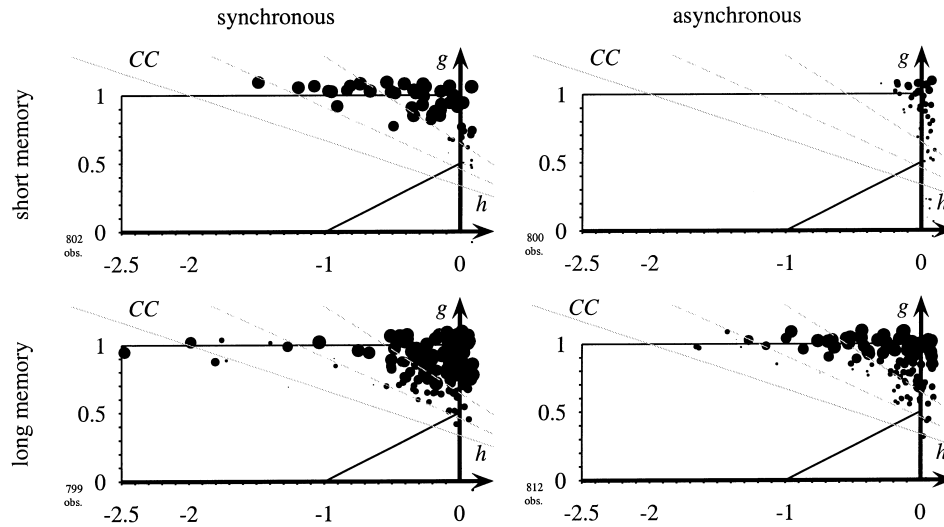 synchronous
asynchronous
short memory
CC
g
1
0.5
h
0
802
obs.
-2.5
-2
-1
0
CC
g
1
0.5
h
0
800
obs.
-2.5
-2
-1
0
long memory
CC
g
1
0.5
h
0
799
obs.
-2.5
-2
-1
0
CC
g
1
0.5
h
0
812
obs.
-2.5
-2
-1
0